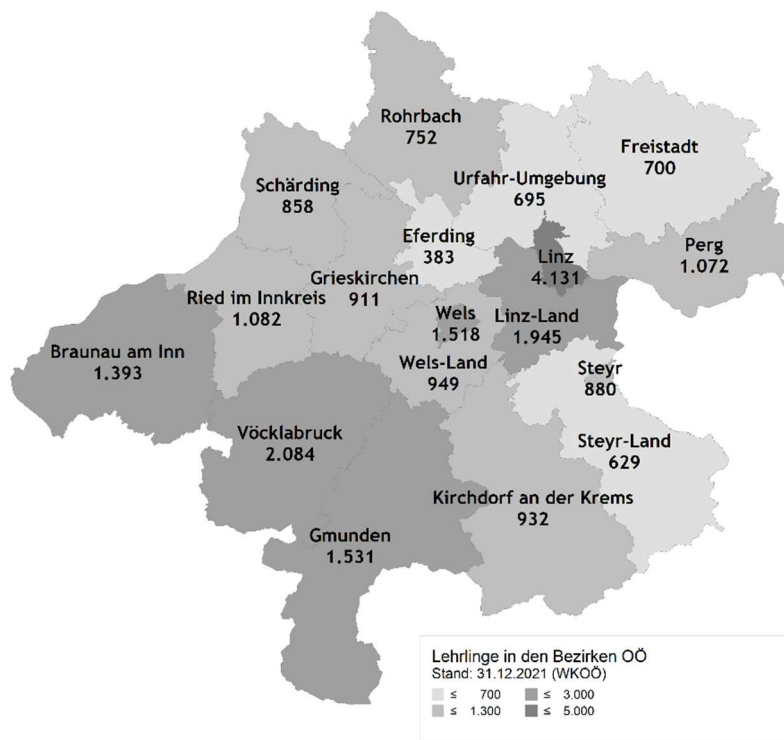 Rohrbach
752
Freistadt
700
Urfahr-Umgebung
695
Schärding
858
Eferding
383
Linz
4.131
Perg
1.072
Grieskirchen
911
Ried im Innkreis
1.082
Wels
1.518
Linz-Land
1.945
Braunau am Inn
1.393
Wels-Land
949
Steyr
880
Vöcklabruck
2.084
Steyr-Land
629
Kirchdorf an der Krems
932
Gmunden
1.531
Lehrlinge in den Bezirken OÖ
Stand: 31.12.2021 (WKOÖ)
≤ 700 ≤ 3.000
≤ 1.300 ≤ 5.000